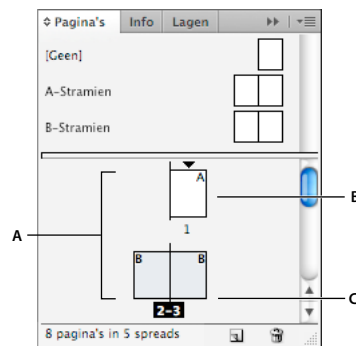 Pagina's Info Lagen
[Geen]
A-Stramien
B-Stramien
A
B
1
A
B B
C
2-3
8 pagina's in 5 spreads